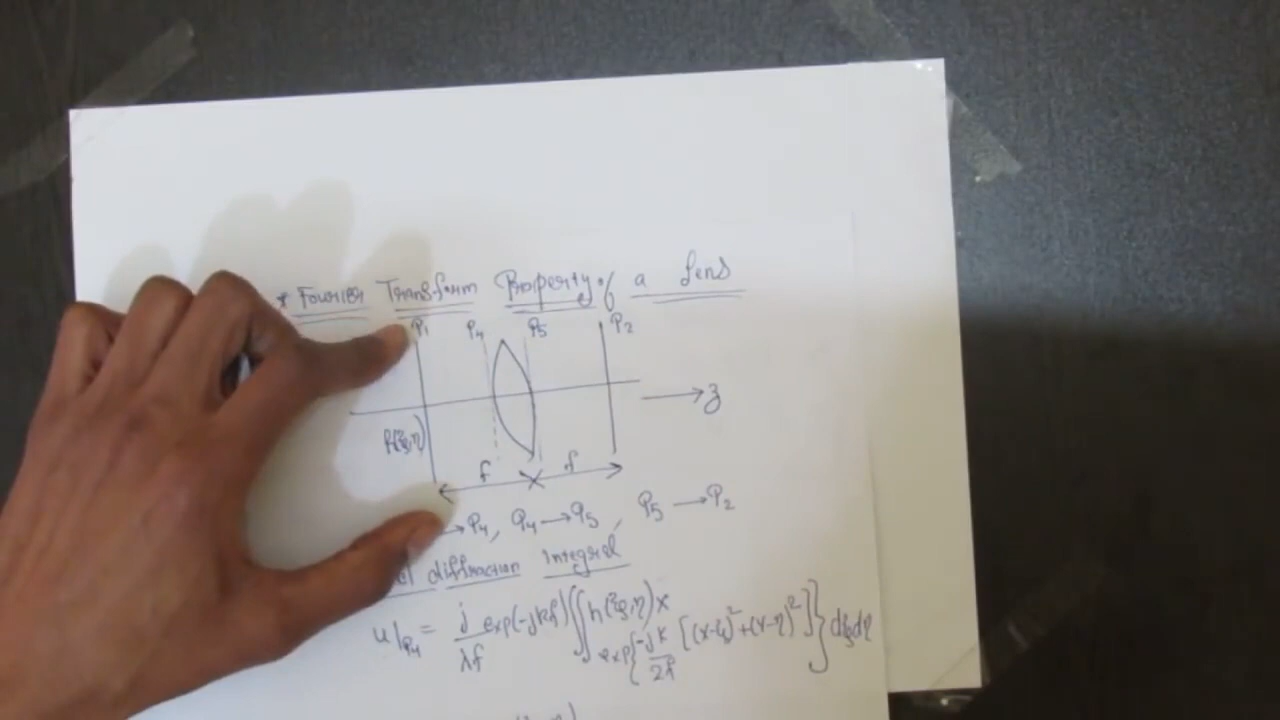 * Fourier Transform Property of a lens
P1 P4 P5 P2
z
h(ξ,η)
f f
→P4, P4→P5, P5→P2
diffraction Integral
u|P4 = j/λf exp(-jkf) ∬ h(ξ,η) x
exp{-jk/2f [(x-ξ)²+(y-η)²]} dξdη